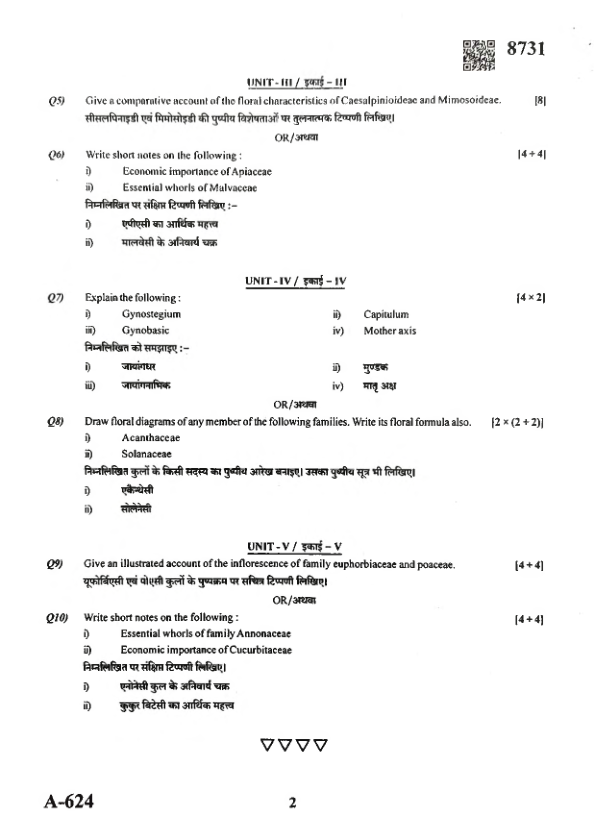 8731
UNIT - III / इकाई – III
Q5) Give a comparative account of the floral characteristics of Caesalpinioideae and Mimosoideae. [8]
सीसलपिनाइडी एवं मिमोसोइडी की पुष्पीय विशेषताओं पर तुलनात्मक टिप्पणी लिखिए।
OR/अथवा
Q6) Write short notes on the following : [4 + 4]
i) Economic importance of Apiaceae
ii) Essential whorls of Malvaceae
निम्नलिखित पर संक्षिप्त टिप्पणी लिखिए :–
i) एपीएसी का आर्थिक महत्त्व
ii) मालवेसी के अनिवार्य चक्र
UNIT - IV / इकाई – IV
Q7) Explain the following : [4 × 2]
i) Gynostegium ii) Capitulum
iii) Gynobasic iv) Mother axis
निम्नलिखित को समझाइए :–
i) जायांगधर ii) मुण्डक
iii) जायांगनाभिक iv) मातृ अक्ष
OR/अथवा
Q8) Draw floral diagrams of any member of the following families. Write its floral formula also. [2 × (2 + 2)]
i) Acanthaceae
ii) Solanaceae
निम्नलिखित कुलों के किसी सदस्य का पुष्पीय आरेख बनाइए। उसका पुष्पीय सूत्र भी लिखिए।
i) एकैन्थेसी
ii) सोलेनेसी
UNIT - V / इकाई – V
Q9) Give an illustrated account of the inflorescence of family euphorbiaceae and poaceae. [4 + 4]
यूफोर्बिएसी एवं पोएसी कुलों के पुष्पक्रम पर सचित्र टिप्पणी लिखिए।
OR/अथवा
Q10) Write short notes on the following : [4 + 4]
i) Essential whorls of family Annonaceae
ii) Economic importance of Cucurbitaceae
निम्नलिखित पर संक्षिप्त टिप्पणी लिखिए।
i) एनोनेसी कुल के अनिवार्य चक्र
ii) कुकुर बिटेसी का आर्थिक महत्त्व
A-624 2